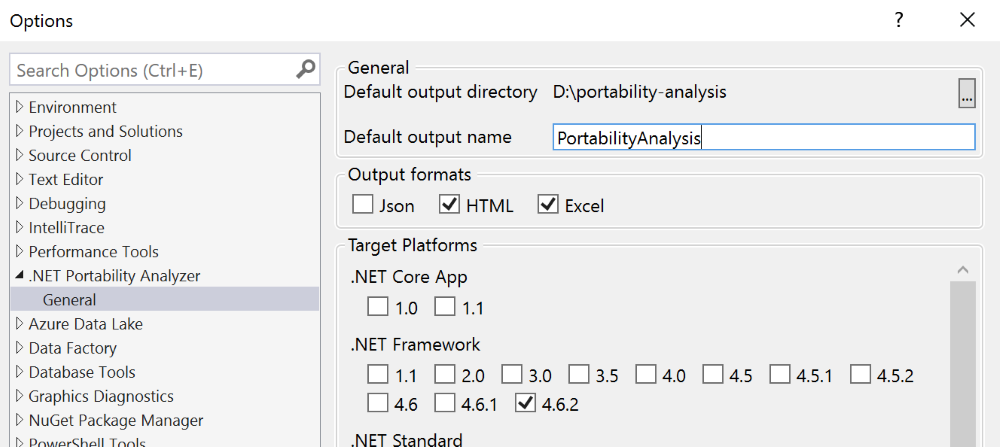 Options
?
Search Options (Ctrl+E)
Environment
Projects and Solutions
Source Control
Text Editor
Debugging
IntelliTrace
Performance Tools
.NET Portability Analyzer
General
Azure Data Lake
Data Factory
Database Tools
Graphics Diagnostics
NuGet Package Manager
PowerShell Tools
General
Default output directory D:\portability-analysis ...
Default output name PortabilityAnalysis
Output formats
Json HTML Excel
Target Platforms
.NET Core App
1.0 1.1
.NET Framework
1.1 2.0 3.0 3.5 4.0 4.5 4.5.1 4.5.2
4.6 4.6.1 4.6.2
.NET Standard